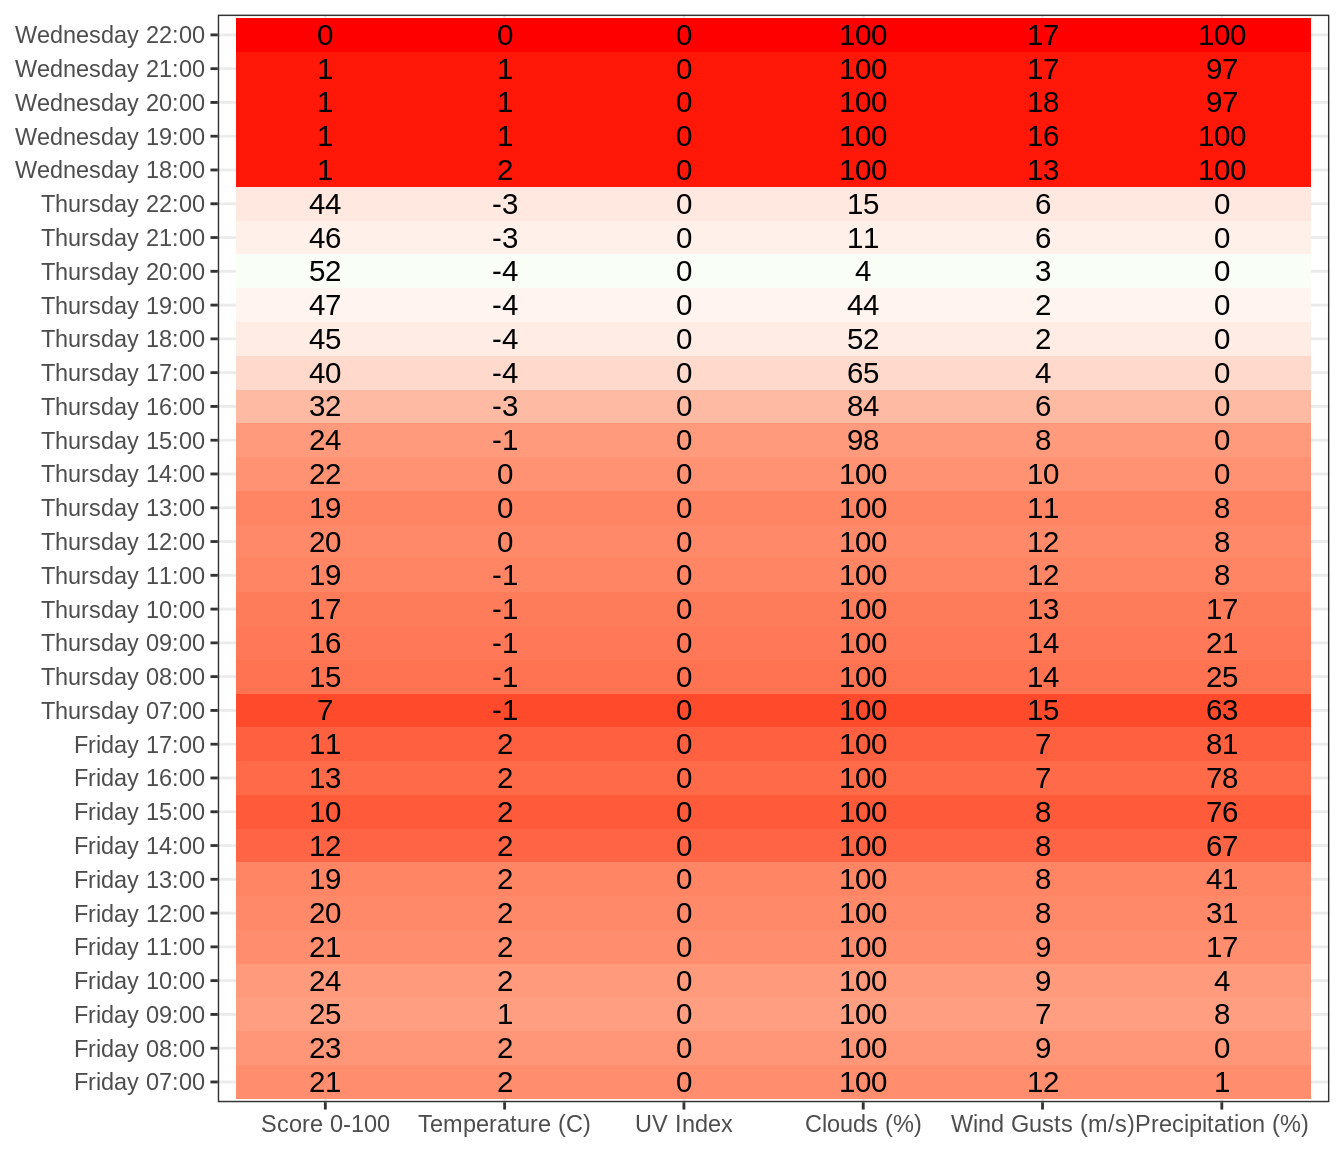 Wednesday 22:00 0 0 0 100 17 100
Wednesday 21:00 1 1 0 100 17 97
Wednesday 20:00 1 1 0 100 18 97
Wednesday 19:00 1 1 0 100 16 100
Wednesday 18:00 1 2 0 100 13 100
Thursday 22:00 44 -3 0 15 6 0
Thursday 21:00 46 -3 0 11 6 0
Thursday 20:00 52 -4 0 4 3 0
Thursday 19:00 47 -4 0 44 2 0
Thursday 18:00 45 -4 0 52 2 0
Thursday 17:00 40 -4 0 65 4 0
Thursday 16:00 32 -3 0 84 6 0
Thursday 15:00 24 -1 0 98 8 0
Thursday 14:00 22 0 0 100 10 0
Thursday 13:00 19 0 0 100 11 8
Thursday 12:00 20 0 0 100 12 8
Thursday 11:00 19 -1 0 100 12 8
Thursday 10:00 17 -1 0 100 13 17
Thursday 09:00 16 -1 0 100 14 21
Thursday 08:00 15 -1 0 100 14 25
Thursday 07:00 7 -1 0 100 15 63
Friday 17:00 11 2 0 100 7 81
Friday 16:00 13 2 0 100 7 78
Friday 15:00 10 2 0 100 8 76
Friday 14:00 12 2 0 100 8 67
Friday 13:00 19 2 0 100 8 41
Friday 12:00 20 2 0 100 8 31
Friday 11:00 21 2 0 100 9 17
Friday 10:00 24 2 0 100 9 4
Friday 09:00 25 1 0 100 7 8
Friday 08:00 23 2 0 100 9 0
Friday 07:00 21 2 0 100 12 1
Score 0-100 Temperature (C) UV Index Clouds (%) Wind Gusts (m/s) Precipitation (%)